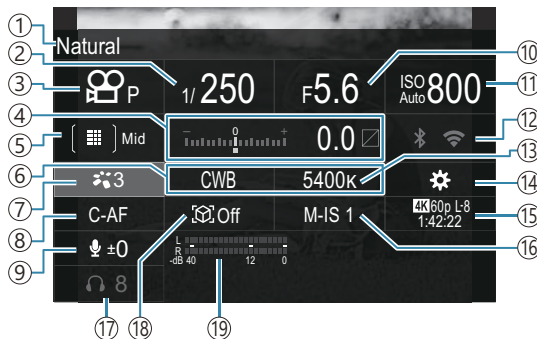 ① Natural
②
③ P 1/250 F5.6 ISO Auto 800 ⑩ ⑪
④ − 0 + 0.0
⑤ Mid ⑫
⑥ CWB 5400K ⑬
⑦ 3 ⑭
⑧ C-AF Off M-IS 1 4K 60p L-8 ⑮
1:42:22
⑨ ±0 L ⑯
R
-dB 40 12 0
8
⑰ ⑱ ⑲